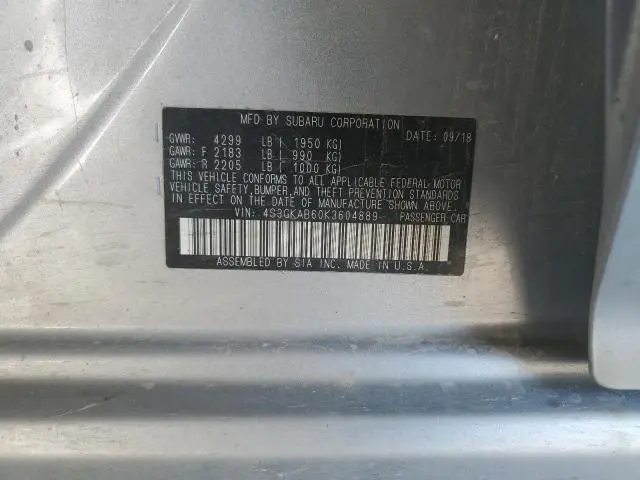 MFD BY SUBARU CORPORATION DATE: 09/18
GVWR: 4299 LB ( 1950 KG)
GAWR: F 2183 LB ( 990 KG)
GAWR: R 2205 LB ( 1000 KG)
THIS VEHICLE CONFORMS TO ALL APPLICABLE FEDERAL MOTOR
VEHICLE SAFETY,BUMPER,AND THEFT PREVENTION STANDARDS
IN EFFECT ON THE DATE OF MANUFACTURE SHOWN ABOVE.
VIN: 4S3GKAB60K3604889 PASSENGER CAR
ASSEMBLED BY SIA INC. MADE IN U.S.A.